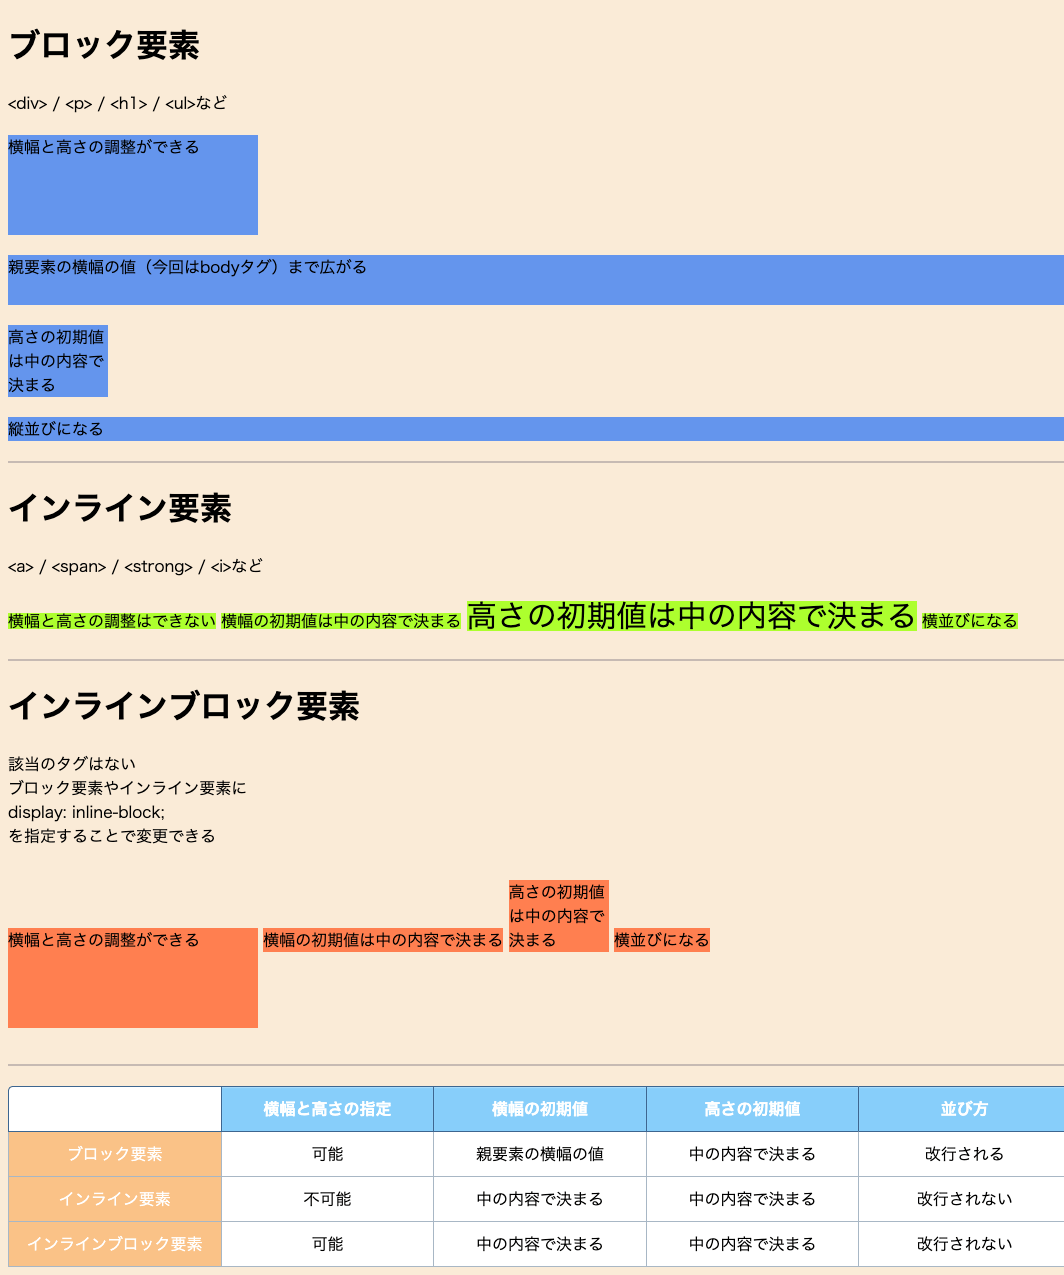 ブロック要素
<div> / <p> / <h1> / <ul>など
横幅と高さの調整ができる
親要素の横幅の値（今回はbodyタグ）まで広がる
高さの初期値
は中の内容で
決まる
縦並びになる
インライン要素
<a> / <span> / <strong> / <i>など
横幅と高さの調整はできない 横幅の初期値は中の内容で決まる 高さの初期値は中の内容で決まる 横並びになる
インラインブロック要素
該当のタグはない
ブロック要素やインライン要素に
display: inline-block;
を指定することで変更できる
高さの初期値
は中の内容で
横幅と高さの調整ができる 横幅の初期値は中の内容で決まる 決まる 横並びになる
横幅と高さの指定 横幅の初期値 高さの初期値 並び方
ブロック要素 可能 親要素の横幅の値 中の内容で決まる 改行される
インライン要素 不可能 中の内容で決まる 中の内容で決まる 改行されない
インラインブロック要素 可能 中の内容で決まる 中の内容で決まる 改行されない